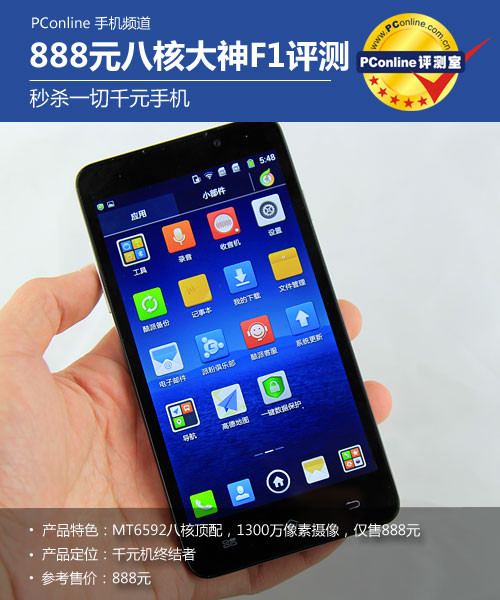 PConline 手机频道
888元八核大神F1评测
秒杀一切千元手机
PConline.com.cn
PConline评测室
5:48
应用
小部件
工具
录音
收音机
设置
酷派备份
记事本
我的下载
文件管理
电子邮件
派粉俱乐部
酷派客服
系统更新
导航
高德地图
一键数据保护
• 产品特色：MT6592八核顶配，1300万像素摄像，仅售888元
• 产品定位：千元机终结者
• 参考售价：888元